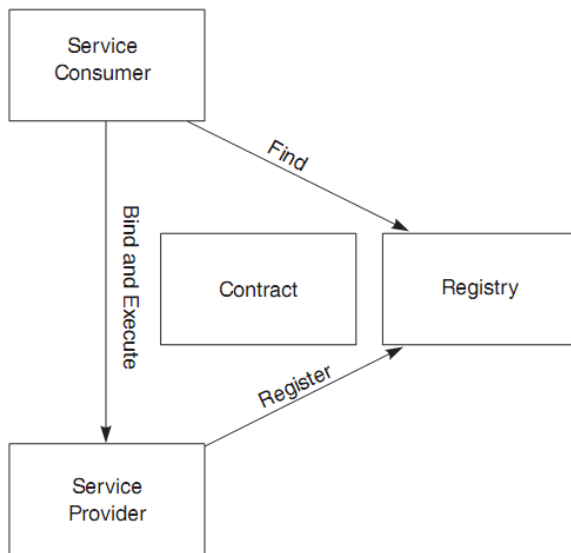 Service
Consumer
Find
Bind and Execute
Contract
Registry
Register
Service
Provider